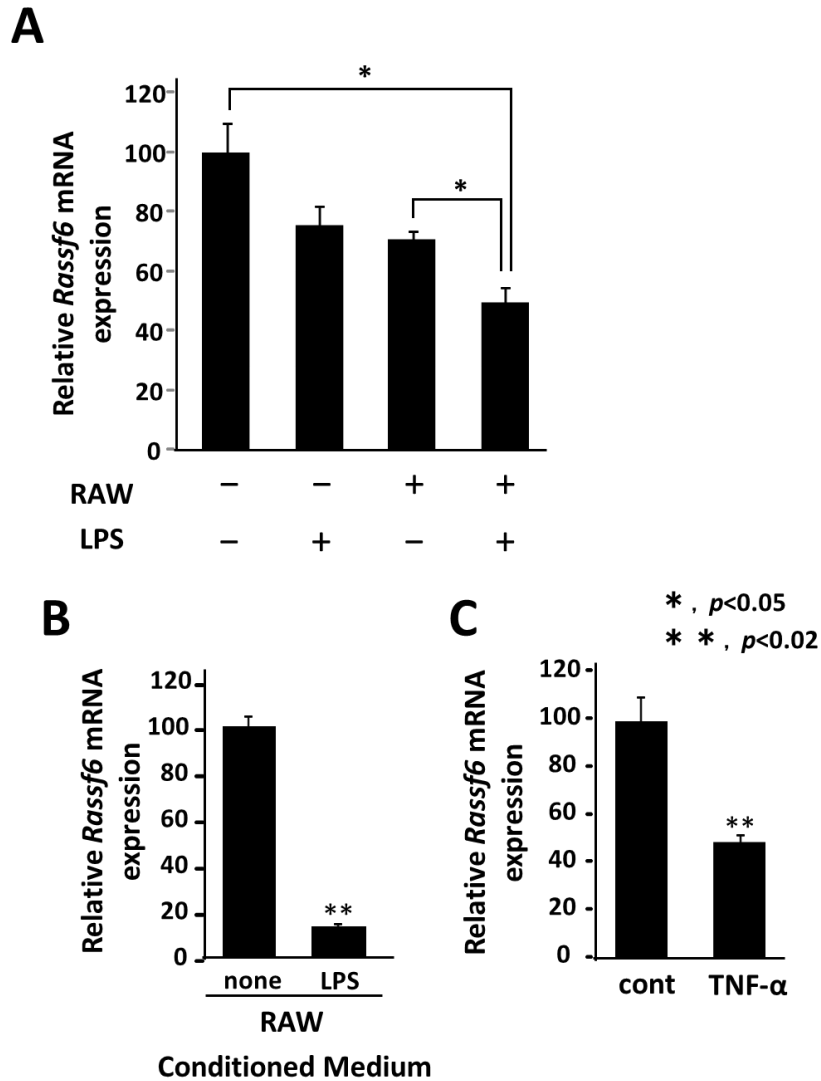 A
Relative Rassf6 mRNA
expression
120
100
80
60
40
20
0
*
*
RAW − − + +
LPS − + − +
B
Relative Rassf6 mRNA
expression
120
100
80
60
40
20
0
**
none LPS
RAW
Conditioned Medium
C
*, p<0.05
**, p<0.02
Relative Rassf6 mRNA
expression
120
100
80
60
40
20
0
**
cont TNF-α